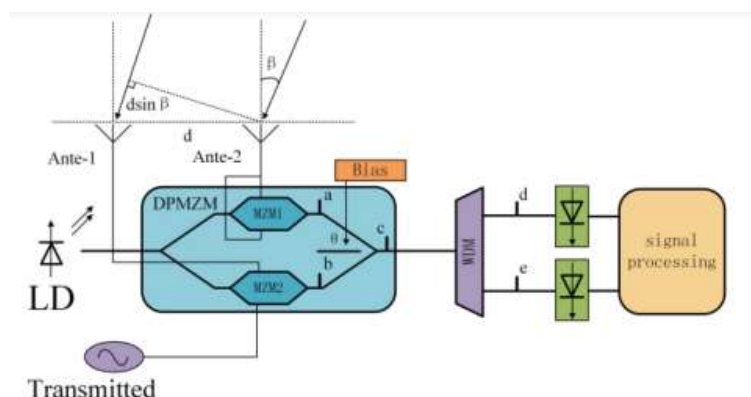 β
dsin β
d
Ante-1
Ante-2
Bias
DPMZM
a
MZM1
c
θ
b
MZM2
LD
WDM
d
e
signal
processing
Transmitted